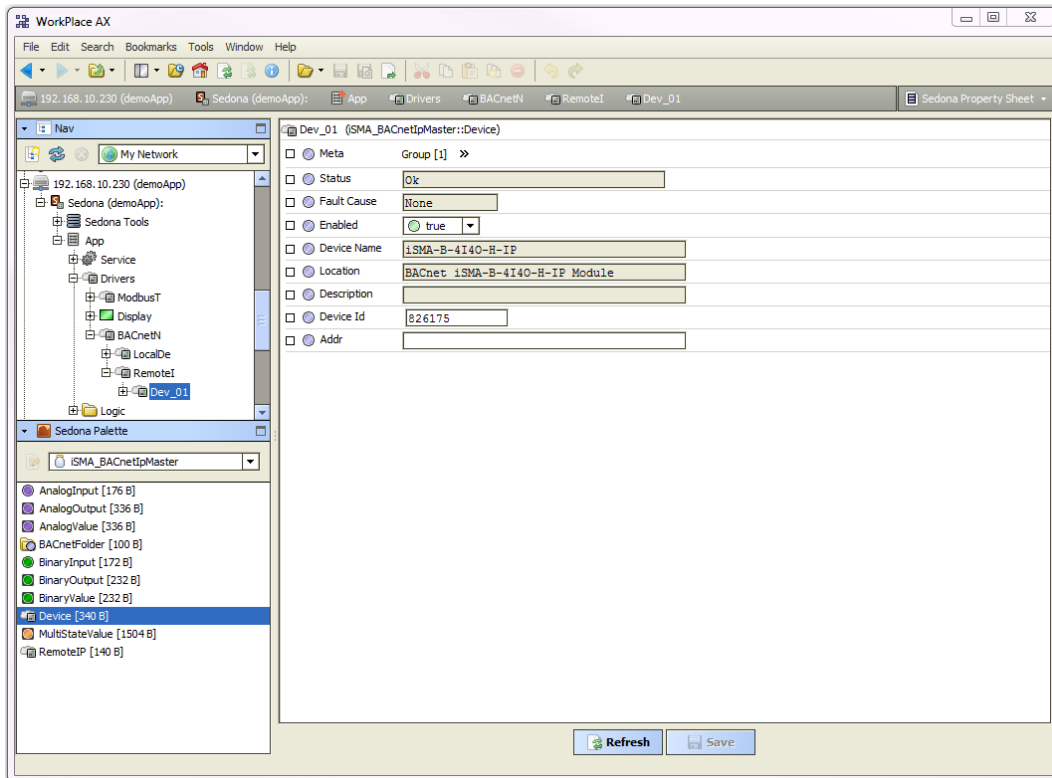 WorkPlace AX
File Edit Search Bookmarks Tools Window Help
192.168.10.230 (demoApp) Sedona (demoApp): App Drivers BACnetN RemoteI Dev_01 Sedona Property Sheet
Nav
My Network
192.168.10.230 (demoApp)
Sedona (demoApp):
Sedona Tools
App
Service
Drivers
ModbusT
Display
BACnetN
LocalDe
RemoteI
Dev_01
Logic
Sedona Palette
iSMA_BACnetIpMaster
AnalogInput [176 B]
AnalogOutput [336 B]
AnalogValue [336 B]
BACnetFolder [100 B]
BinaryInput [172 B]
BinaryOutput [232 B]
BinaryValue [232 B]
Device [340 B]
MultiStateValue [1504 B]
RemoteIP [140 B]
Dev_01 (iSMA_BACnetIpMaster::Device)
Meta Group [1] »
Status Ok
Fault Cause None
Enabled true
Device Name iSMA-B-4I4O-H-IP
Location BACnet iSMA-B-4I4O-H-IP Module
Description
Device Id 826175
Addr
Refresh Save